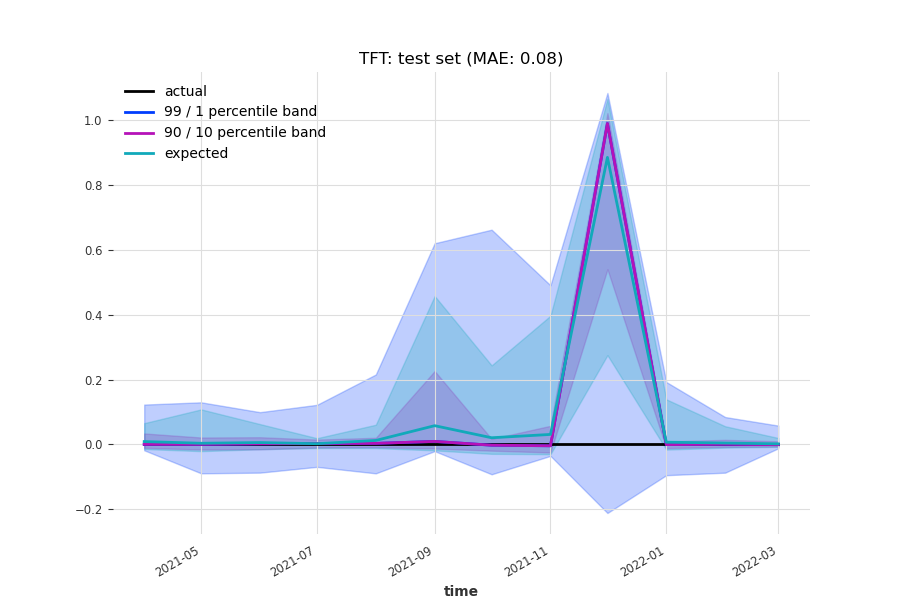 TFT: test set (MAE: 0.08)
actual
99 / 1 percentile band
90 / 10 percentile band
expected
1.0
0.8
0.6
0.4
0.2
0.0
−0.2
2021-05
2021-07
2021-09
2021-11
2022-01
2022-03
time